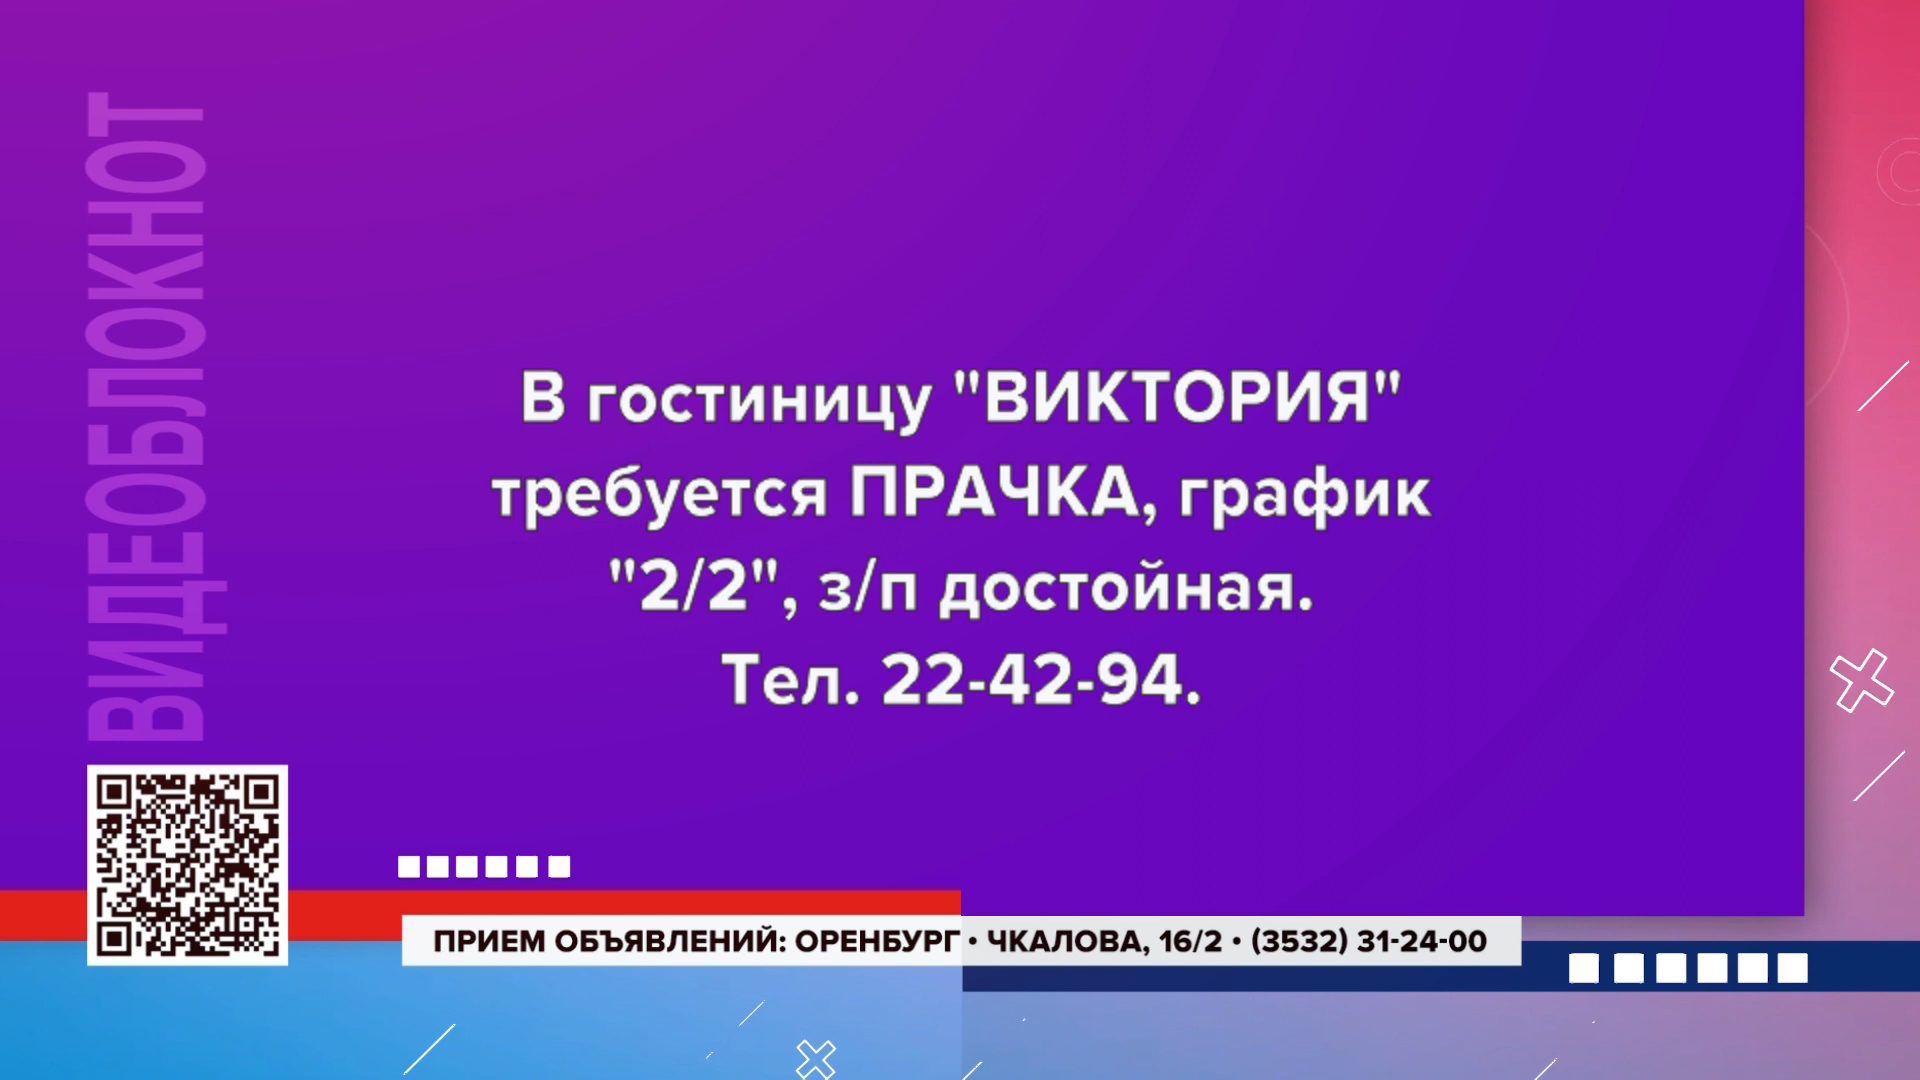 ВИДЕОБЛОКНОТ
В гостиницу "ВИКТОРИЯ"
требуется ПРАЧКА, график
"2/2", з/п достойная.
Тел. 22-42-94.
ПРИЕМ ОБЪЯВЛЕНИЙ: ОРЕНБУРГ • ЧКАЛОВА, 16/2 • (3532) 31-24-00